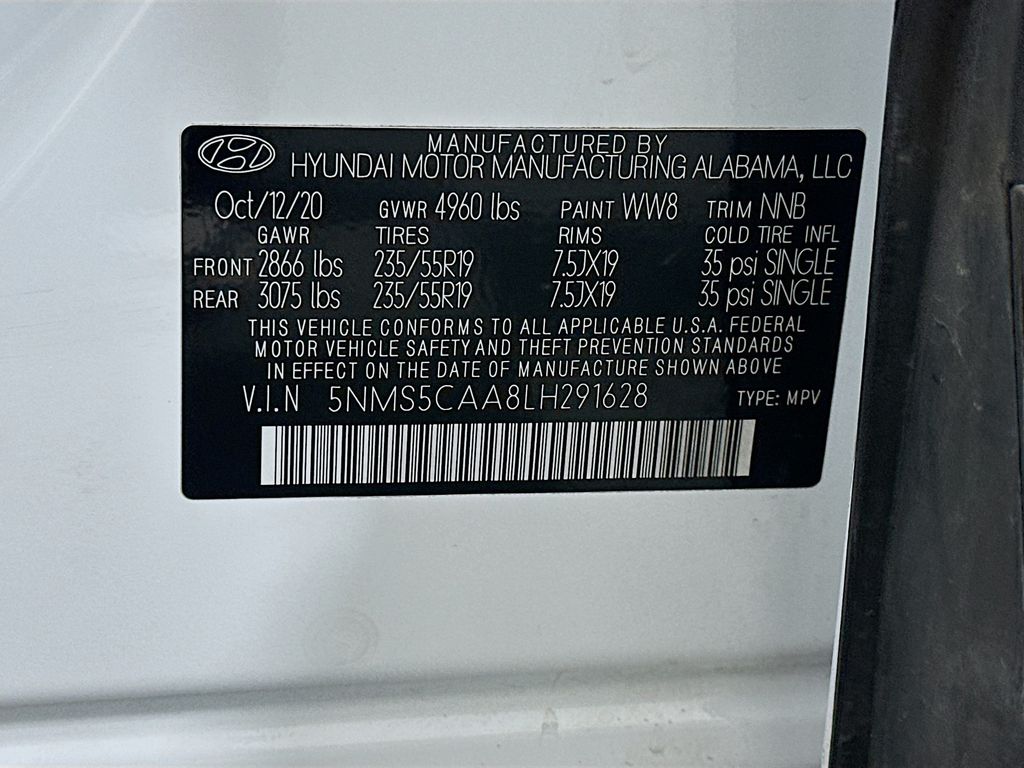 MANUFACTURED BY
HYUNDAI MOTOR MANUFACTURING ALABAMA, LLC
Oct/12/20 GVWR 4960 lbs PAINT WW8 TRIM NNB
GAWR TIRES RIMS COLD TIRE INFL
FRONT 2866 lbs 235/55R19 7.5JX19 35 psi SINGLE
REAR 3075 lbs 235/55R19 7.5JX19 35 psi SINGLE
THIS VEHICLE CONFORMS TO ALL APPLICABLE U.S.A. FEDERAL
MOTOR VEHICLE SAFETY AND THEFT PREVENTION STANDARDS
IN EFFECT ON THE DATE OF MANUFACTURE SHOWN ABOVE
V.I.N 5NMS5CAA8LH291628 TYPE: MPV